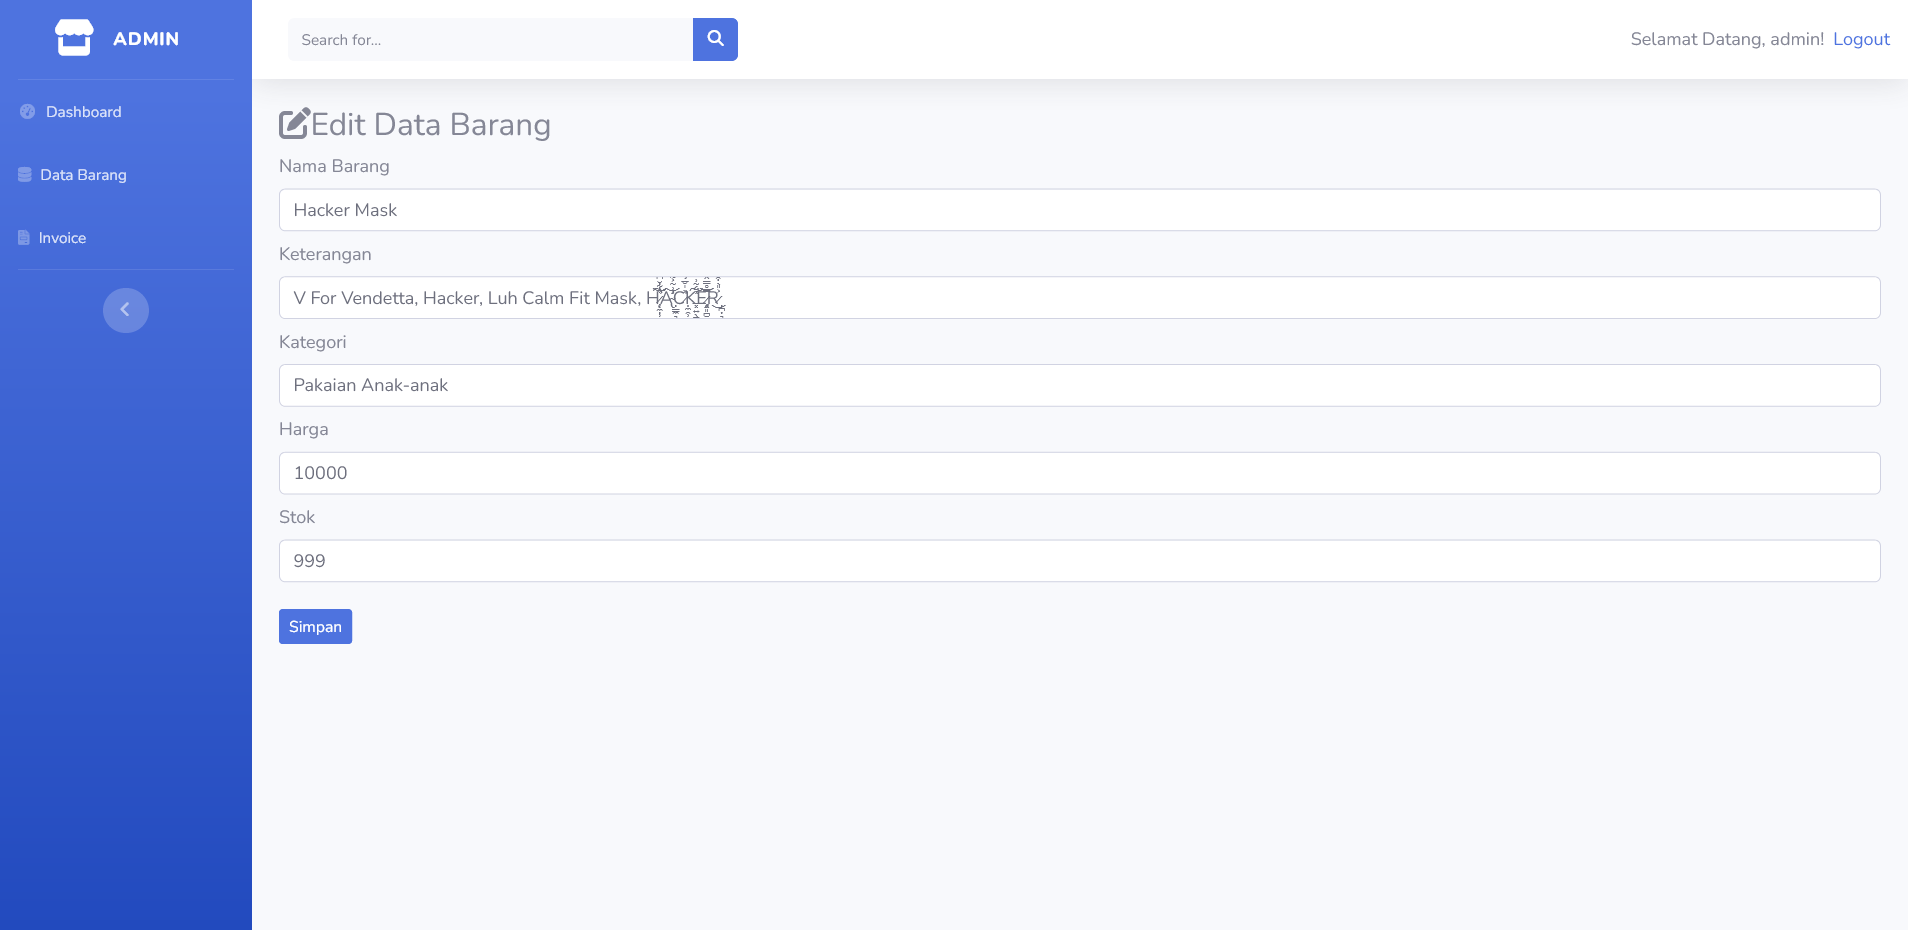 ADMIN
Search for...
Selamat Datang, admin! Logout
Dashboard
Data Barang
Invoice
Edit Data Barang
Nama Barang
Hacker Mask
Keterangan
V For Vendetta, Hacker, Luh Calm Fit Mask, HACKER
Kategori
Pakaian Anak-anak
Harga
10000
Stok
999
Simpan